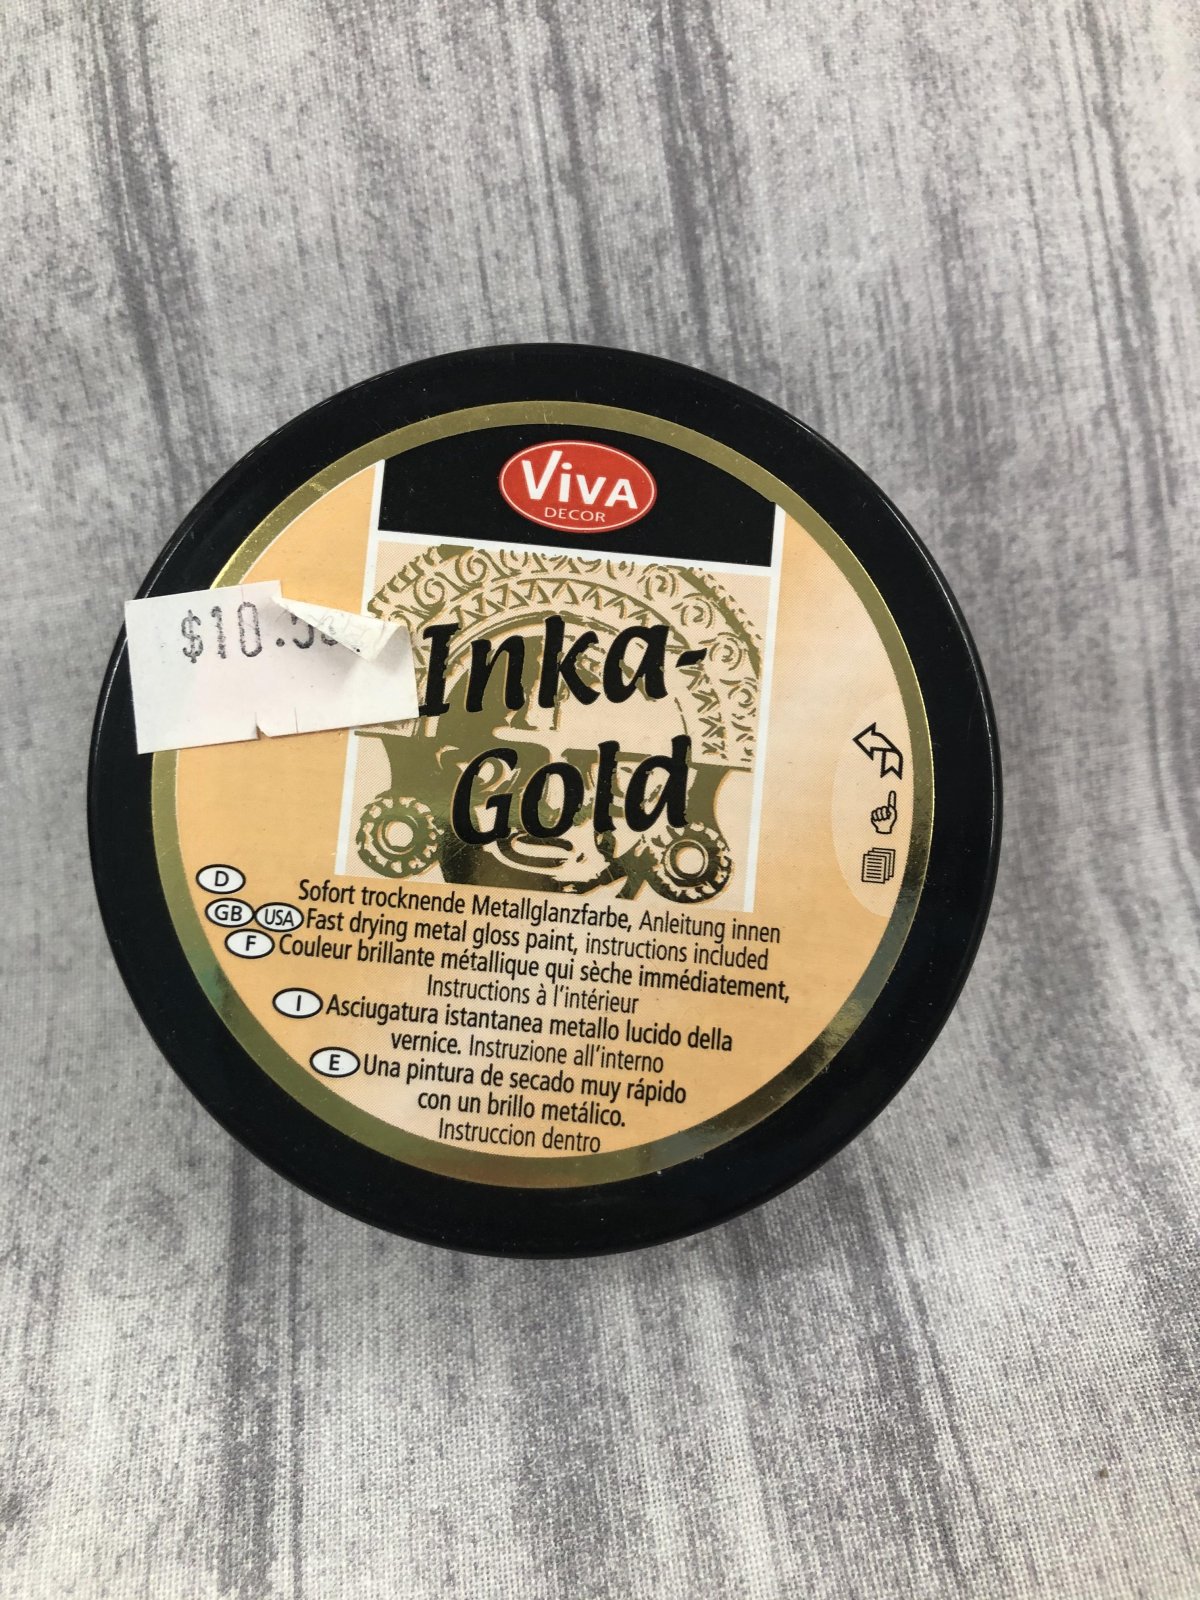 ViVA
DECOR
$10.
Inka-
Gold
D Sofort trocknende Metallglanzfarbe, Anleitung innen
GB USA Fast drying metal gloss paint, instructions included
F Couleur brillante métallique qui sèche immédiatement,
Instructions à l'intérieur
I Asciugatura istantanea metallo lucido della
vernice. Instruzione all'interno
E Una pintura de secado muy rápido
con un brillo metálico.
Instruccion dentro